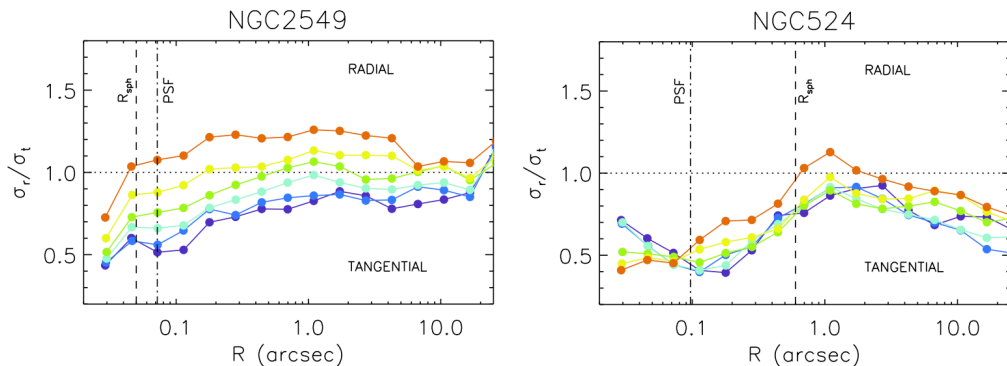 NGC2549
NGC524
σr/σt
1.5
1.0
0.5
Rsph
PSF
RADIAL
TANGENTIAL
0.1
1.0
10.0
R (arcsec)
σr/σt
1.5
1.0
0.5
PSF
Rsph
RADIAL
TANGENTIAL
0.1
1.0
10.0
R (arcsec)